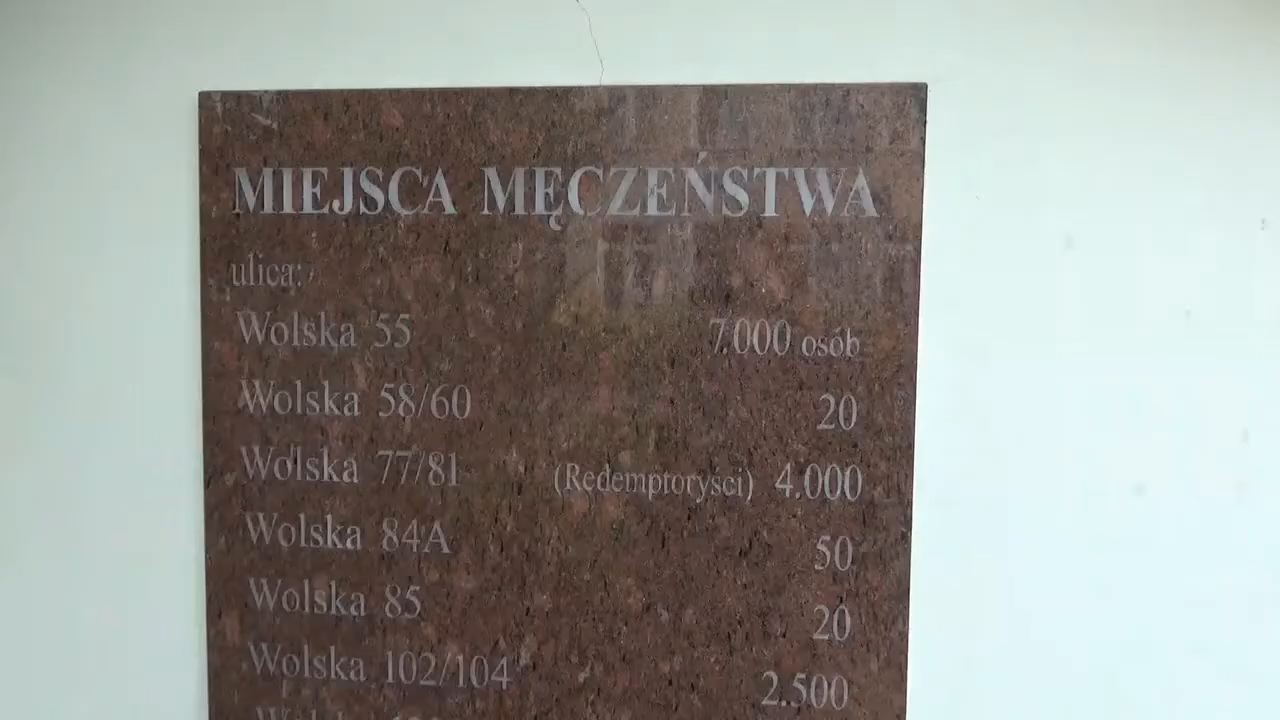 MIEJSCA MĘCZEŃSTWA
ulica:
Wolska 55 7.000 osób
Wolska 58/60 20
Wolska 77/81 (Redemptoryści) 4.000
Wolska 84A 50
Wolska 85 20
Wolska 102/104 2.500
Wolska